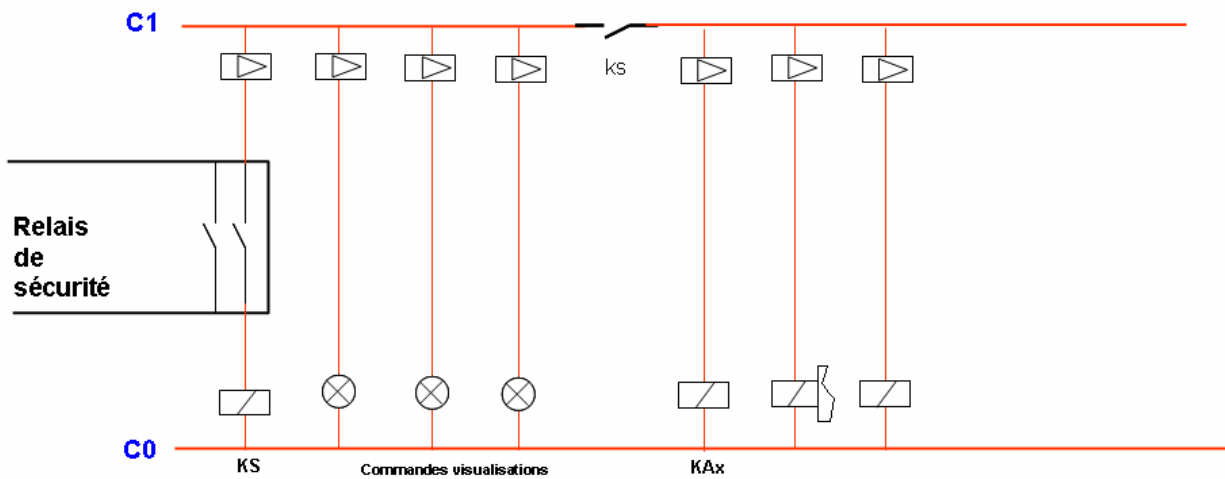 C1
ks
Relais
de
sécurité
C0
KS
Commandes visualisations
KAx